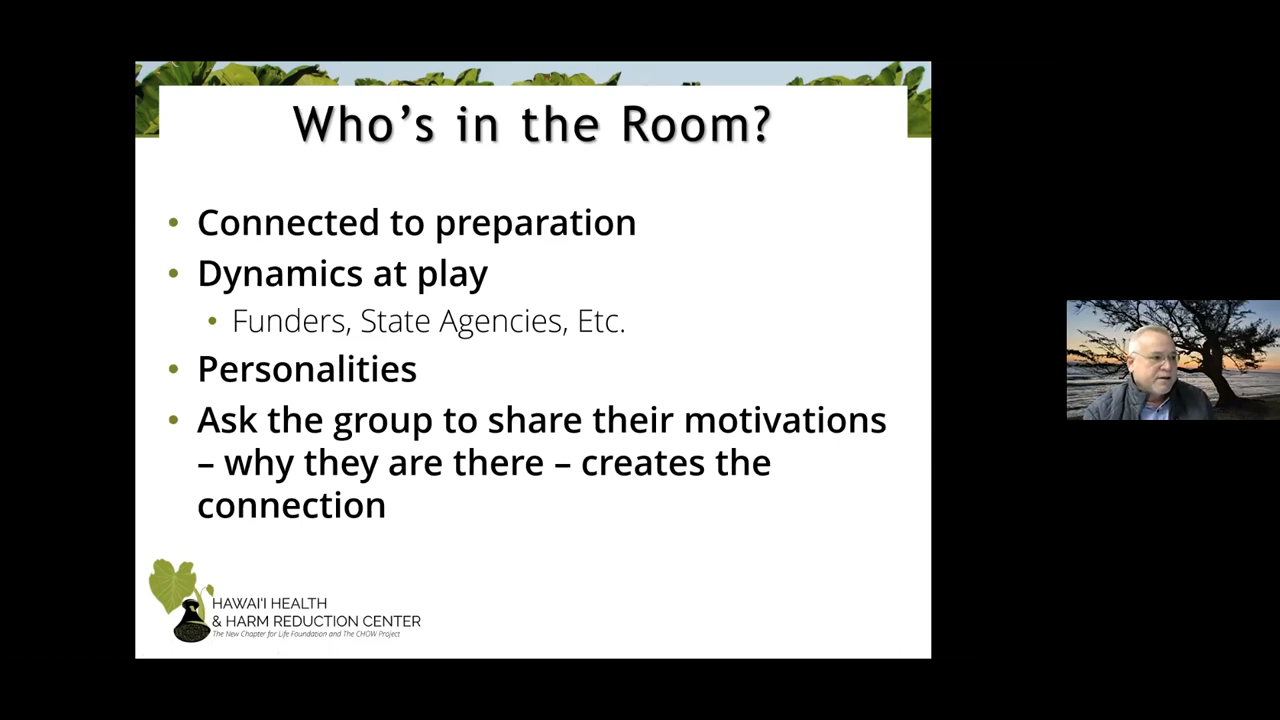 Who's in the Room?
• Connected to preparation
• Dynamics at play
• Funders, State Agencies, Etc.
• Personalities
• Ask the group to share their motivations
– why they are there – creates the
connection
HAWAI'I HEALTH
& HARM REDUCTION CENTER
The New Chapter for Life Foundation and The CHOW Project